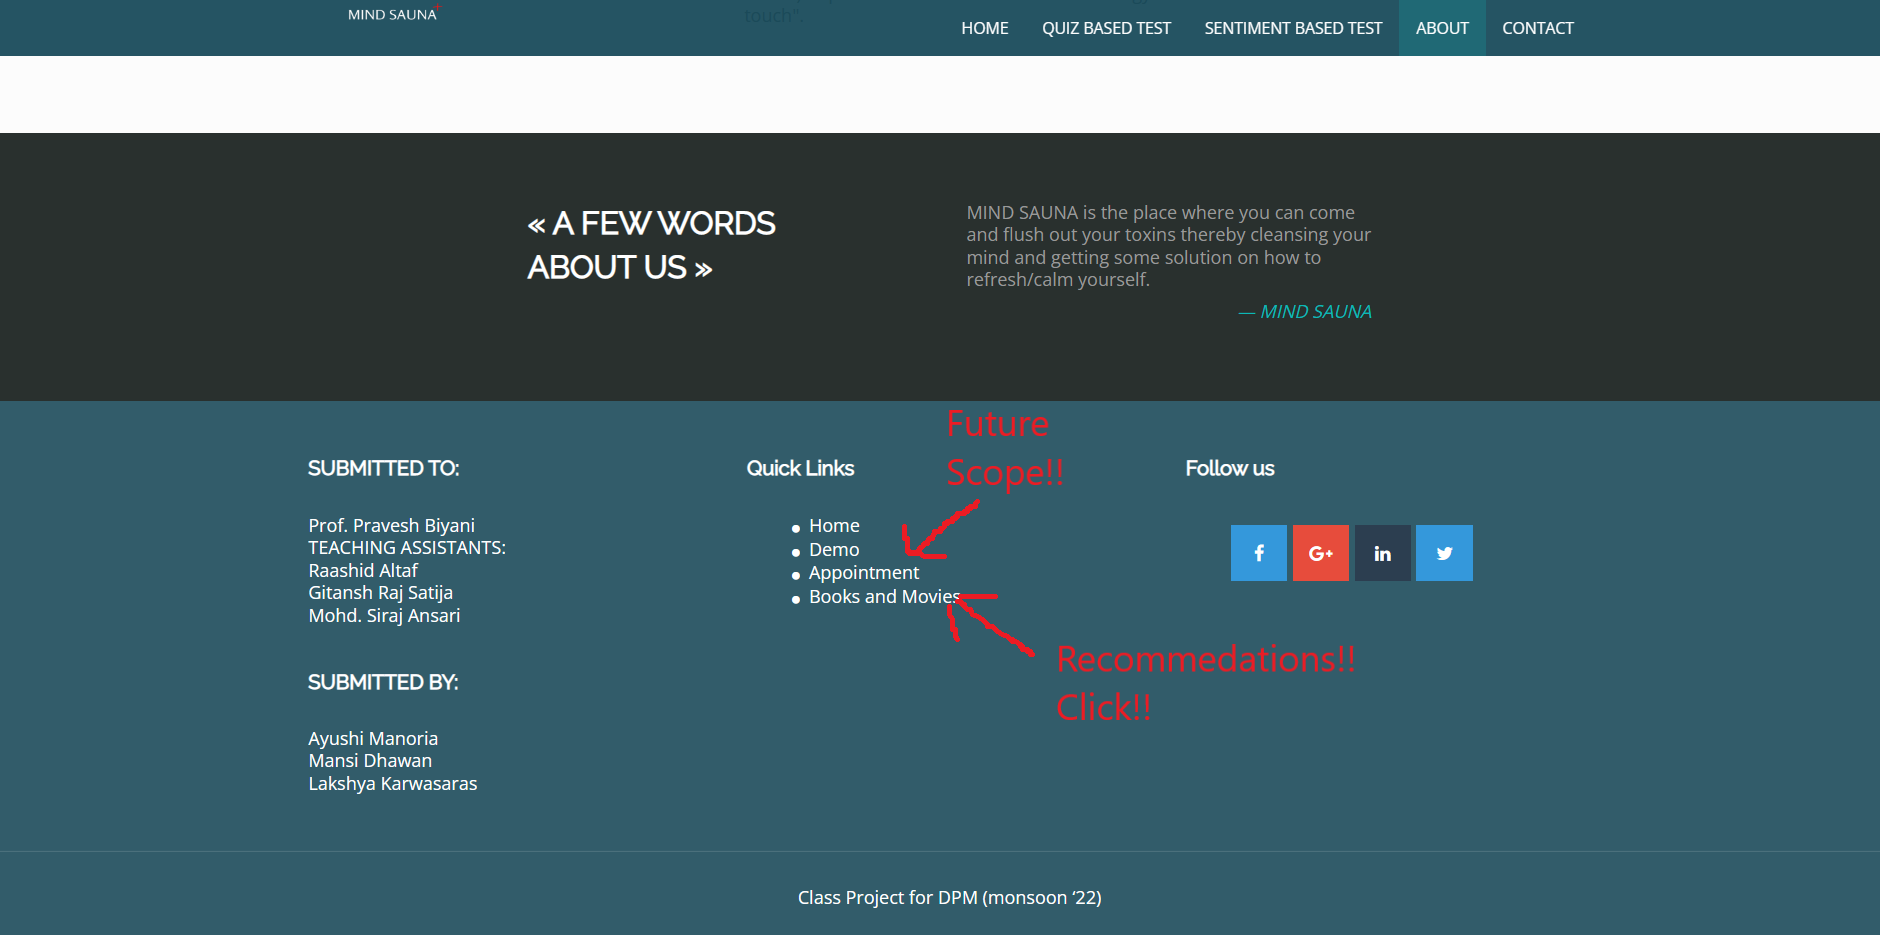 MIND SAUNA
touch".
HOME
QUIZ BASED TEST
SENTIMENT BASED TEST
ABOUT
CONTACT
« A FEW WORDS
ABOUT US »
MIND SAUNA is the place where you can come
and flush out your toxins thereby cleansing your
mind and getting some solution on how to
refresh/calm yourself.
— MIND SAUNA
SUBMITTED TO:
Prof. Pravesh Biyani
TEACHING ASSISTANTS:
Raashid Altaf
Gitansh Raj Satija
Mohd. Siraj Ansari
SUBMITTED BY:
Ayushi Manoria
Mansi Dhawan
Lakshya Karwasaras
Future
Scope!!
Quick Links
Home
Demo
Appointment
Books and Movies
Recommedations!!
Click!!
Follow us
f
G+
in
Class Project for DPM (monsoon ‘22)